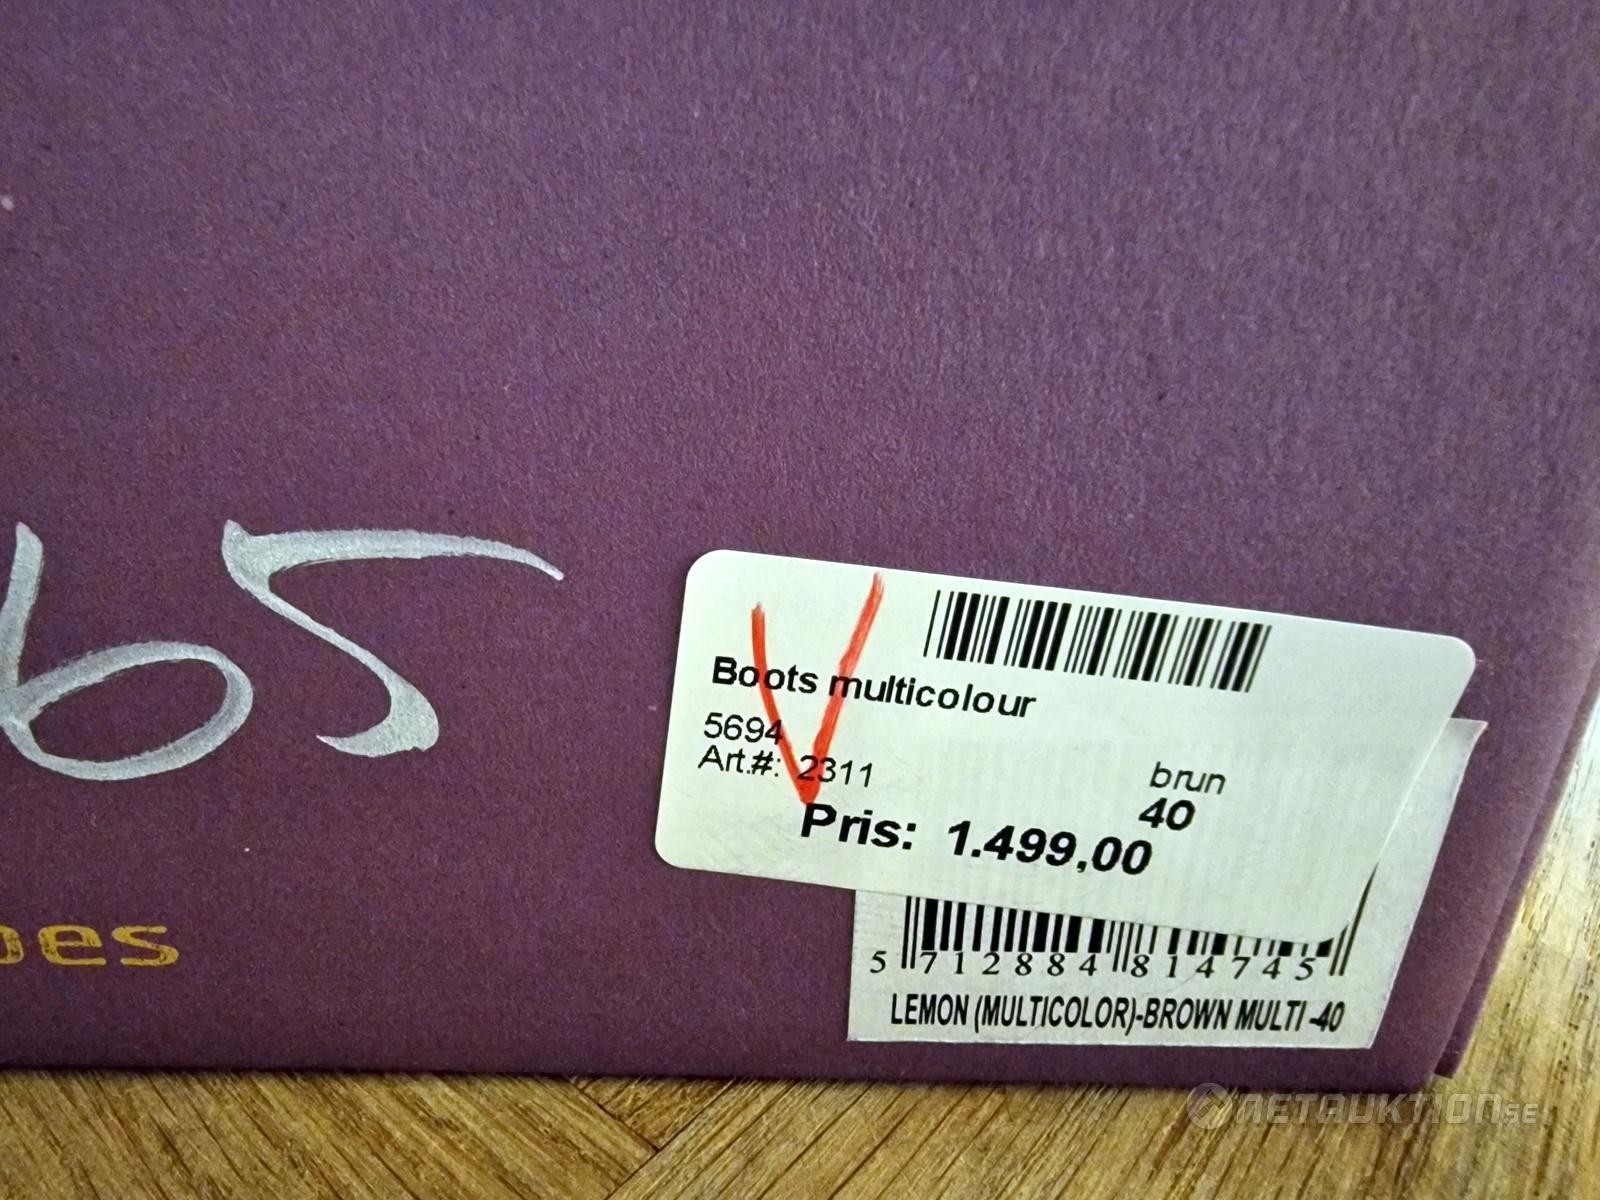 65
Boots multicolour
5694
Art.#: 2311
brun
40
Pris: 1.499,00
oes
5 712884 814745
LEMON (MULTICOLOR)-BROWN MULTI -40
NETAUKTION.SE